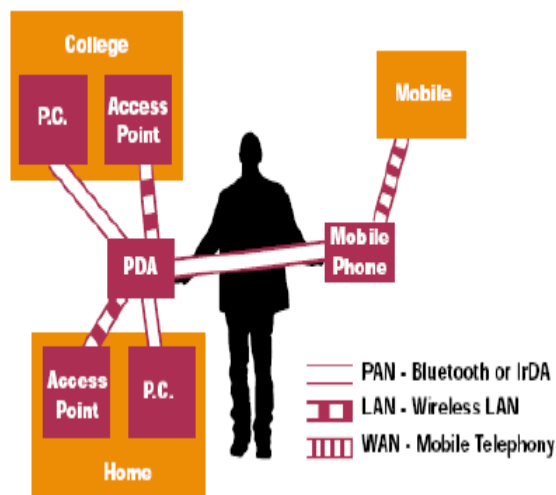 College
P.C.
Access
Point
Mobile
PDA
Mobile
Phone
Access
Point
P.C.
Home
PAN - Bluetooth or IrDA
LAN - Wireless LAN
WAN - Mobile Telephony